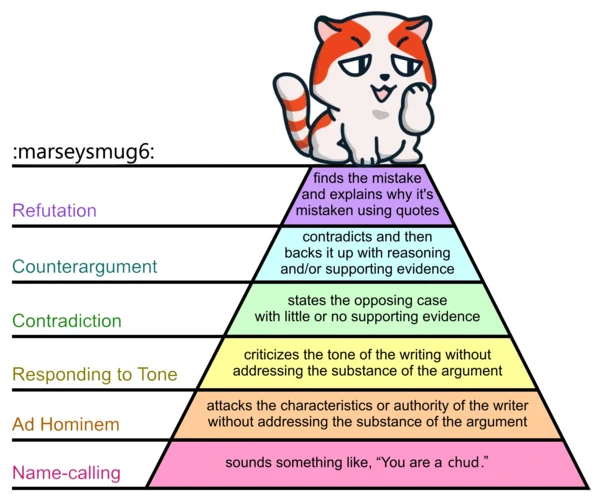 :marseysmug6:
finds the mistake
and explains why it's
mistaken using quotes
Refutation
contradicts and then
backs it up with reasoning
and/or supporting evidence
Counterargument
states the opposing case
with little or no supporting evidence
Contradiction
criticizes the tone of the writing without
addressing the substance of the argument
Responding to Tone
attacks the characteristics or authority of the writer
without addressing the substance of the argument
Ad Hominem
sounds something like, “You are a chud.”
Name-calling